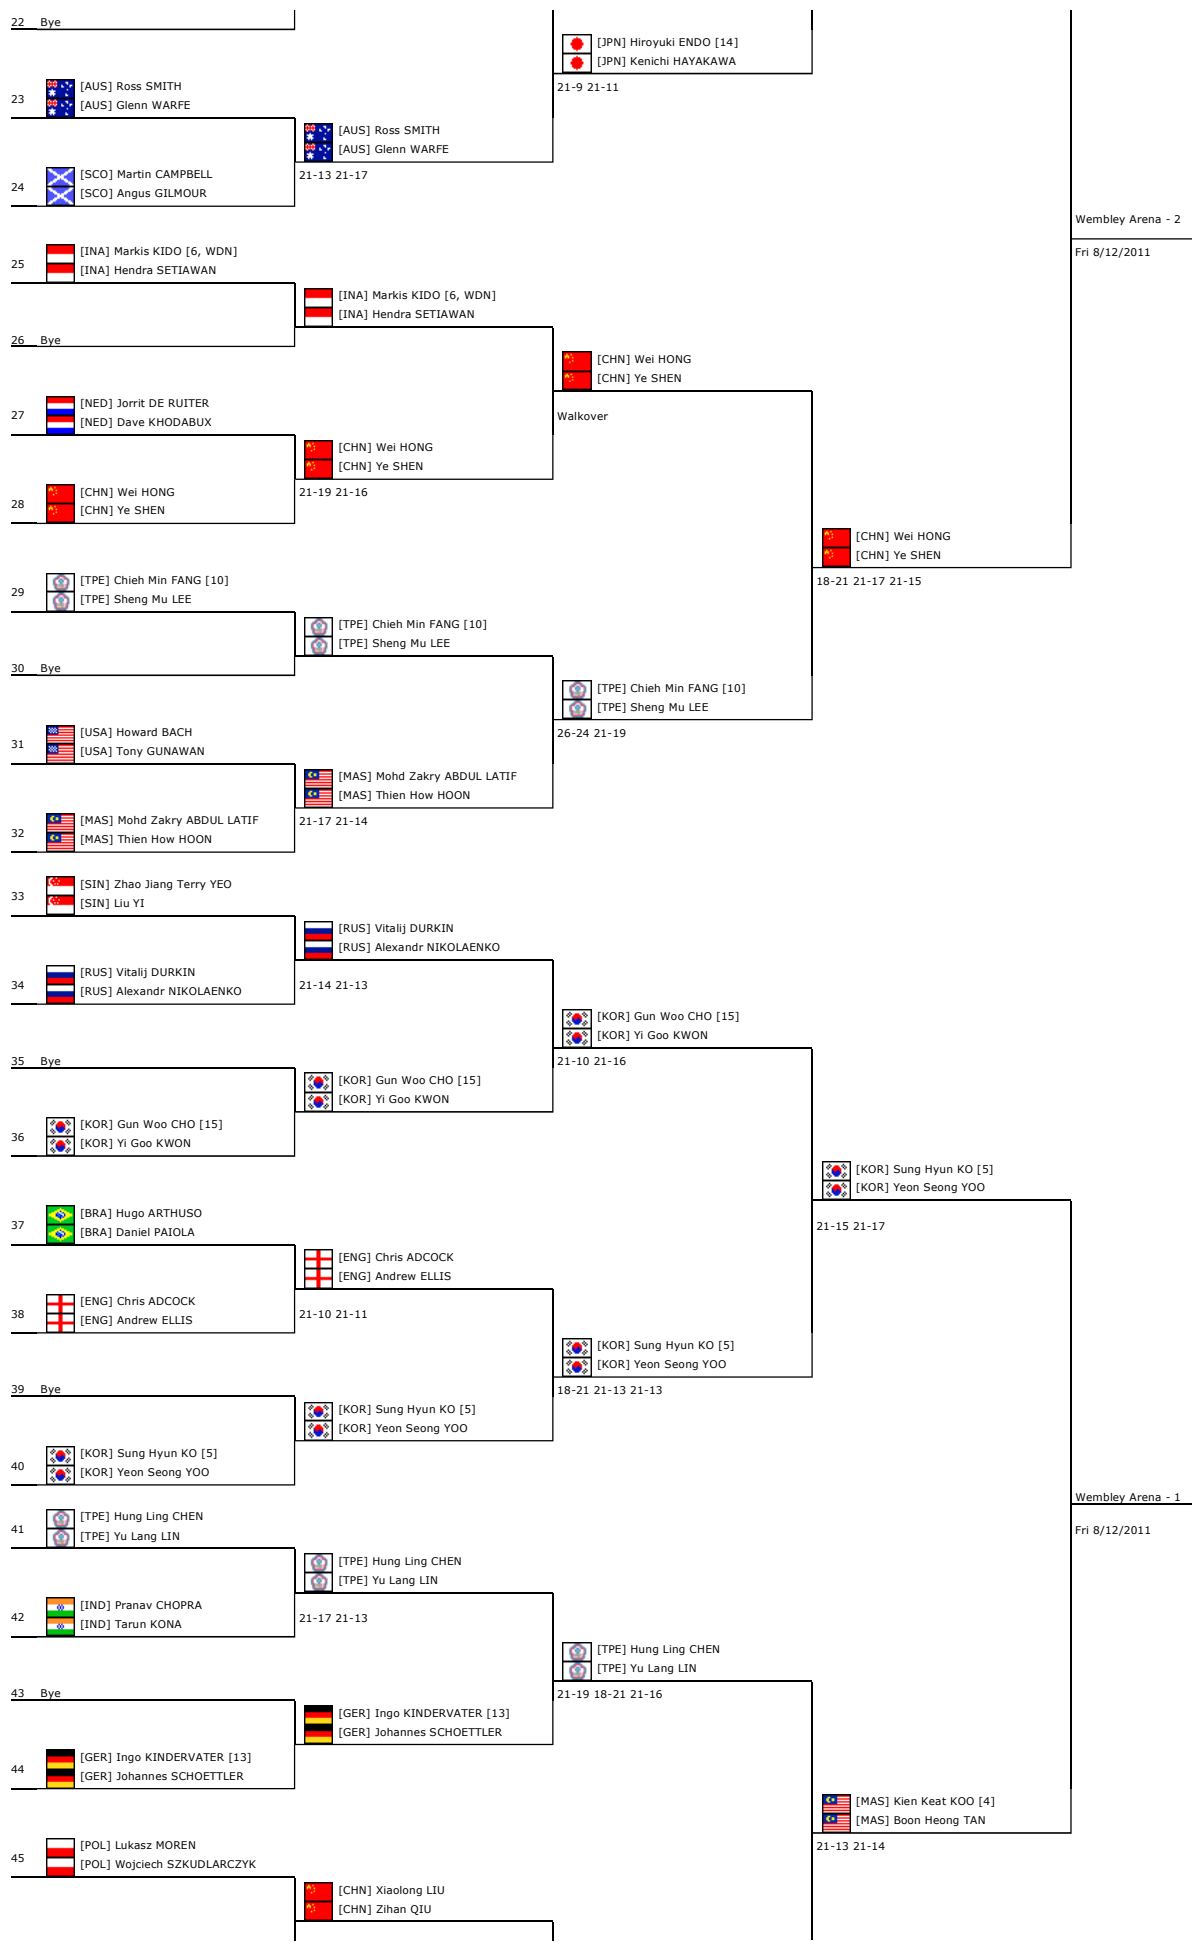 22 Bye
[JPN] Hiroyuki ENDO [14]
[JPN] Kenichi HAYAKAWA
21-9 21-11
23
[AUS] Ross SMITH
[AUS] Glenn WARFE
[AUS] Ross SMITH
[AUS] Glenn WARFE
21-13 21-17
24
[SCO] Martin CAMPBELL
[SCO] Angus GILMOUR
Wembley Arena - 2
Fri 8/12/2011
25
[INA] Markis KIDO [6, WDN]
[INA] Hendra SETIAWAN
[INA] Markis KIDO [6, WDN]
[INA] Hendra SETIAWAN
26 Bye
[CHN] Wei HONG
[CHN] Ye SHEN
Walkover
27
[NED] Jorrit DE RUITER
[NED] Dave KHODABUX
[CHN] Wei HONG
[CHN] Ye SHEN
21-19 21-16
28
[CHN] Wei HONG
[CHN] Ye SHEN
[CHN] Wei HONG
[CHN] Ye SHEN
18-21 21-17 21-15
29
[TPE] Chieh Min FANG [10]
[TPE] Sheng Mu LEE
[TPE] Chieh Min FANG [10]
[TPE] Sheng Mu LEE
30 Bye
[TPE] Chieh Min FANG [10]
[TPE] Sheng Mu LEE
26-24 21-19
31
[USA] Howard BACH
[USA] Tony GUNAWAN
[MAS] Mohd Zakry ABDUL LATIF
[MAS] Thien How HOON
21-17 21-14
32
[MAS] Mohd Zakry ABDUL LATIF
[MAS] Thien How HOON
33
[SIN] Zhao Jiang Terry YEO
[SIN] Liu YI
[RUS] Vitalij DURKIN
[RUS] Alexandr NIKOLAENKO
21-14 21-13
34
[RUS] Vitalij DURKIN
[RUS] Alexandr NIKOLAENKO
[KOR] Gun Woo CHO [15]
[KOR] Yi Goo KWON
21-10 21-16
35 Bye
[KOR] Gun Woo CHO [15]
[KOR] Yi Goo KWON
36
[KOR] Gun Woo CHO [15]
[KOR] Yi Goo KWON
[KOR] Sung Hyun KO [5]
[KOR] Yeon Seong YOO
21-15 21-17
37
[BRA] Hugo ARTHUSO
[BRA] Daniel PAIOLA
[ENG] Chris ADCOCK
[ENG] Andrew ELLIS
21-10 21-11
38
[ENG] Chris ADCOCK
[ENG] Andrew ELLIS
[KOR] Sung Hyun KO [5]
[KOR] Yeon Seong YOO
18-21 21-13 21-13
39 Bye
[KOR] Sung Hyun KO [5]
[KOR] Yeon Seong YOO
40
[KOR] Sung Hyun KO [5]
[KOR] Yeon Seong YOO
Wembley Arena - 1
Fri 8/12/2011
41
[TPE] Hung Ling CHEN
[TPE] Yu Lang LIN
[TPE] Hung Ling CHEN
[TPE] Yu Lang LIN
21-17 21-13
42
[IND] Pranav CHOPRA
[IND] Tarun KONA
[TPE] Hung Ling CHEN
[TPE] Yu Lang LIN
21-19 18-21 21-16
43 Bye
[GER] Ingo KINDERVATER [13]
[GER] Johannes SCHOETTLER
44
[GER] Ingo KINDERVATER [13]
[GER] Johannes SCHOETTLER
[MAS] Kien Keat KOO [4]
[MAS] Boon Heong TAN
21-13 21-14
45
[POL] Lukasz MOREN
[POL] Wojciech SZKUDLARCZYK
[CHN] Xiaolong LIU
[CHN] Zihan QIU